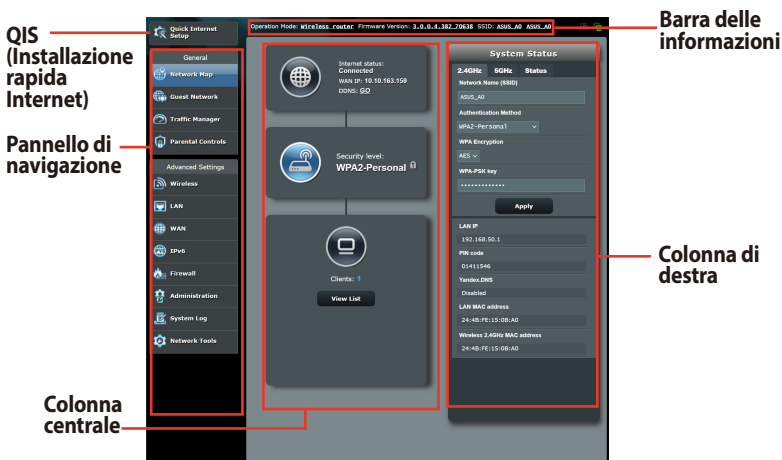 QIS
(Installazione
rapida
Internet)
Pannello di
navigazione
Quick Internet
Setup
General
Network Map
Guest Network
Traffic Manager
Parental Controls
Advanced Settings
Wireless
LAN
WAN
IPv6
Firewall
Administration
System Log
Network Tools
Operation Mode: Wireless router Firmware Version: 3.0.0.4.382_70638 SSID: ASUS_A0 ASUS_A0
Barra delle
informazioni
Internet status:
Connected
WAN IP: 10.10.163.159
DDNS: GO
Security level:
WPA2-Personal
Clients: 1
View List
System Status
2.4GHz 5GHz Status
Network Name (SSID)
ASUS_A0
Authentication Method
WPA2-Personal
WPA Encryption
AES
WPA-PSK key
•••••••••••••
Apply
LAN IP
192.168.50.1
PIN code
01411546
Yandex.DNS
Disabled
LAN MAC address
24:4B:FE:15:0B:A0
Wireless 2.4GHz MAC address
24:4B:FE:15:0B:A0
Colonna di
destra
Colonna
centrale